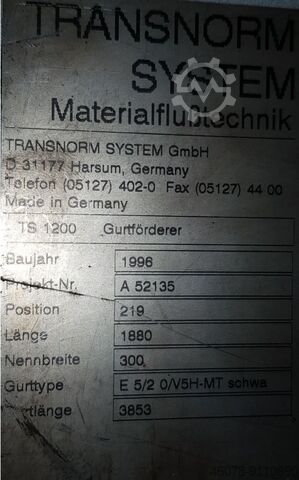 TRANSNORM
SYSTEM
Materialflußtechnik
TRANSNORM SYSTEM GmbH
D 31177 Harsum, Germany
Telefon (05127) 402-0 Fax (05127) 44 00
Made in Germany
TS 1200 Gurtförderer
Baujahr 1996
Projekt-Nr. A 52135
Position 219
Länge 1880
Nennbreite 300
Gurttype E 5/2 0/V5H-MT schwa
rtlänge 3853